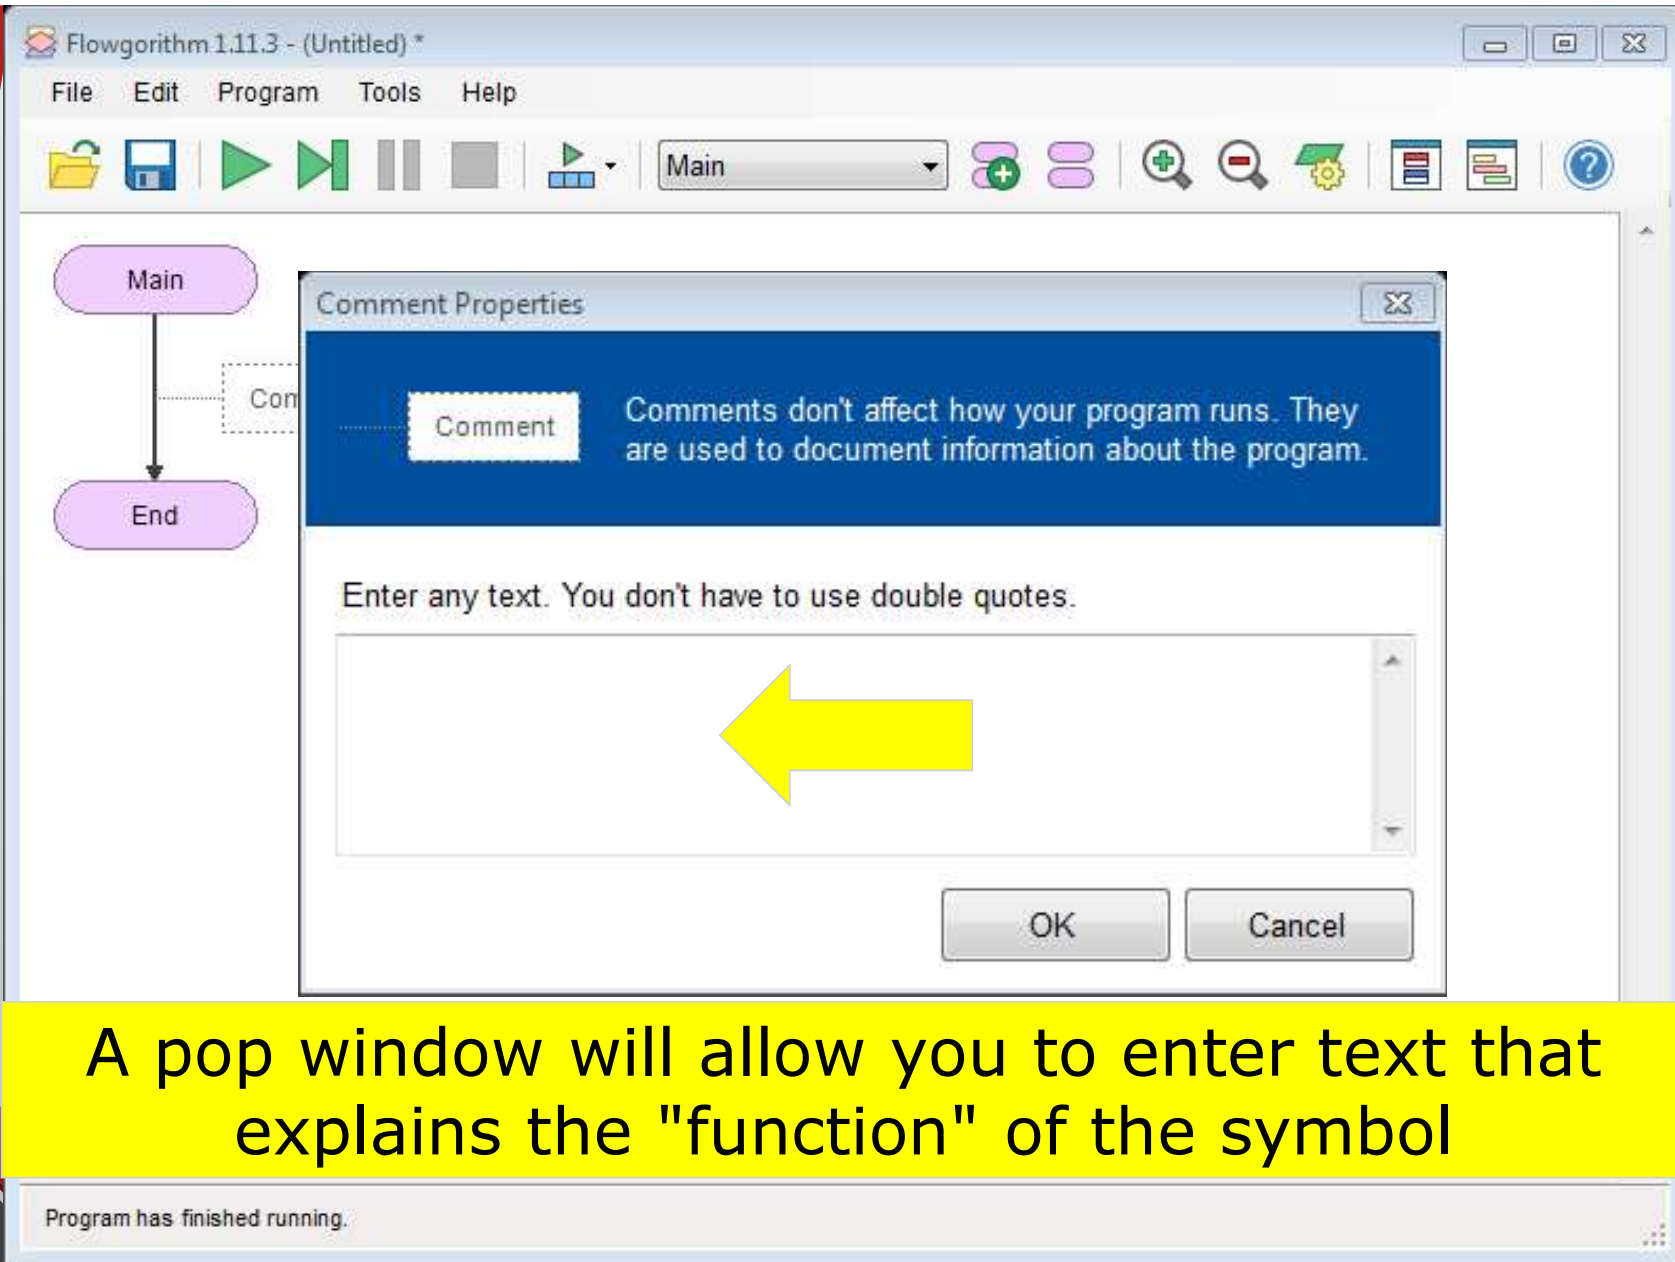 Flowgorithm 1.11.3 - (Untitled) *
File Edit Program Tools Help
Main
Main
Comment Properties
Com
Comment
Comments don't affect how your program runs. They
are used to document information about the program.
End
Enter any text. You don't have to use double quotes.
OK Cancel
A pop window will allow you to enter text that
explains the "function" of the symbol
Program has finished running.